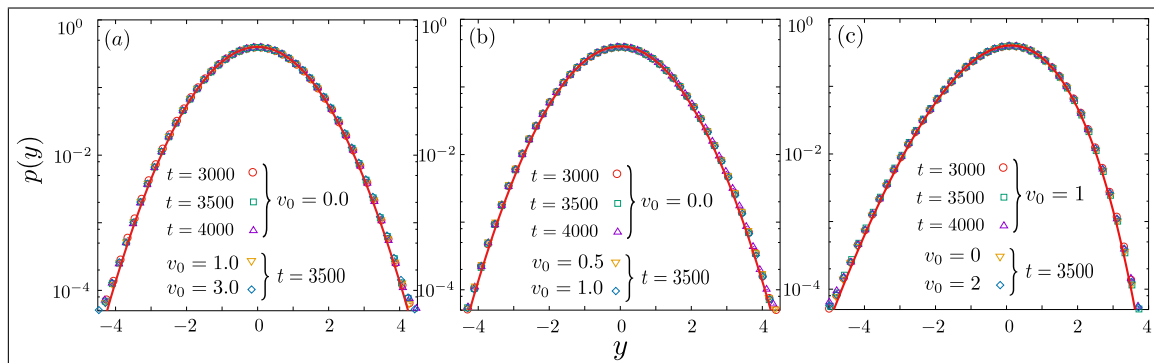 p(y)
(a)
10^0
10^{-2}
10^{-4}
t = 3000
t = 3500
t = 4000
v_0 = 0.0
v_0 = 1.0
v_0 = 3.0
t = 3500
−4 −2 0 2 4
(b)
10^0
10^{-2}
10^{-4}
t = 3000
t = 3500
t = 4000
v_0 = 0.0
v_0 = 0.5
v_0 = 1.0
t = 3500
−4 −2 0 2 4
(c)
10^0
10^{-2}
10^{-4}
t = 3000
t = 3500
t = 4000
v_0 = 1
v_0 = 0
v_0 = 2
t = 3500
−4 −2 0 2 4
y